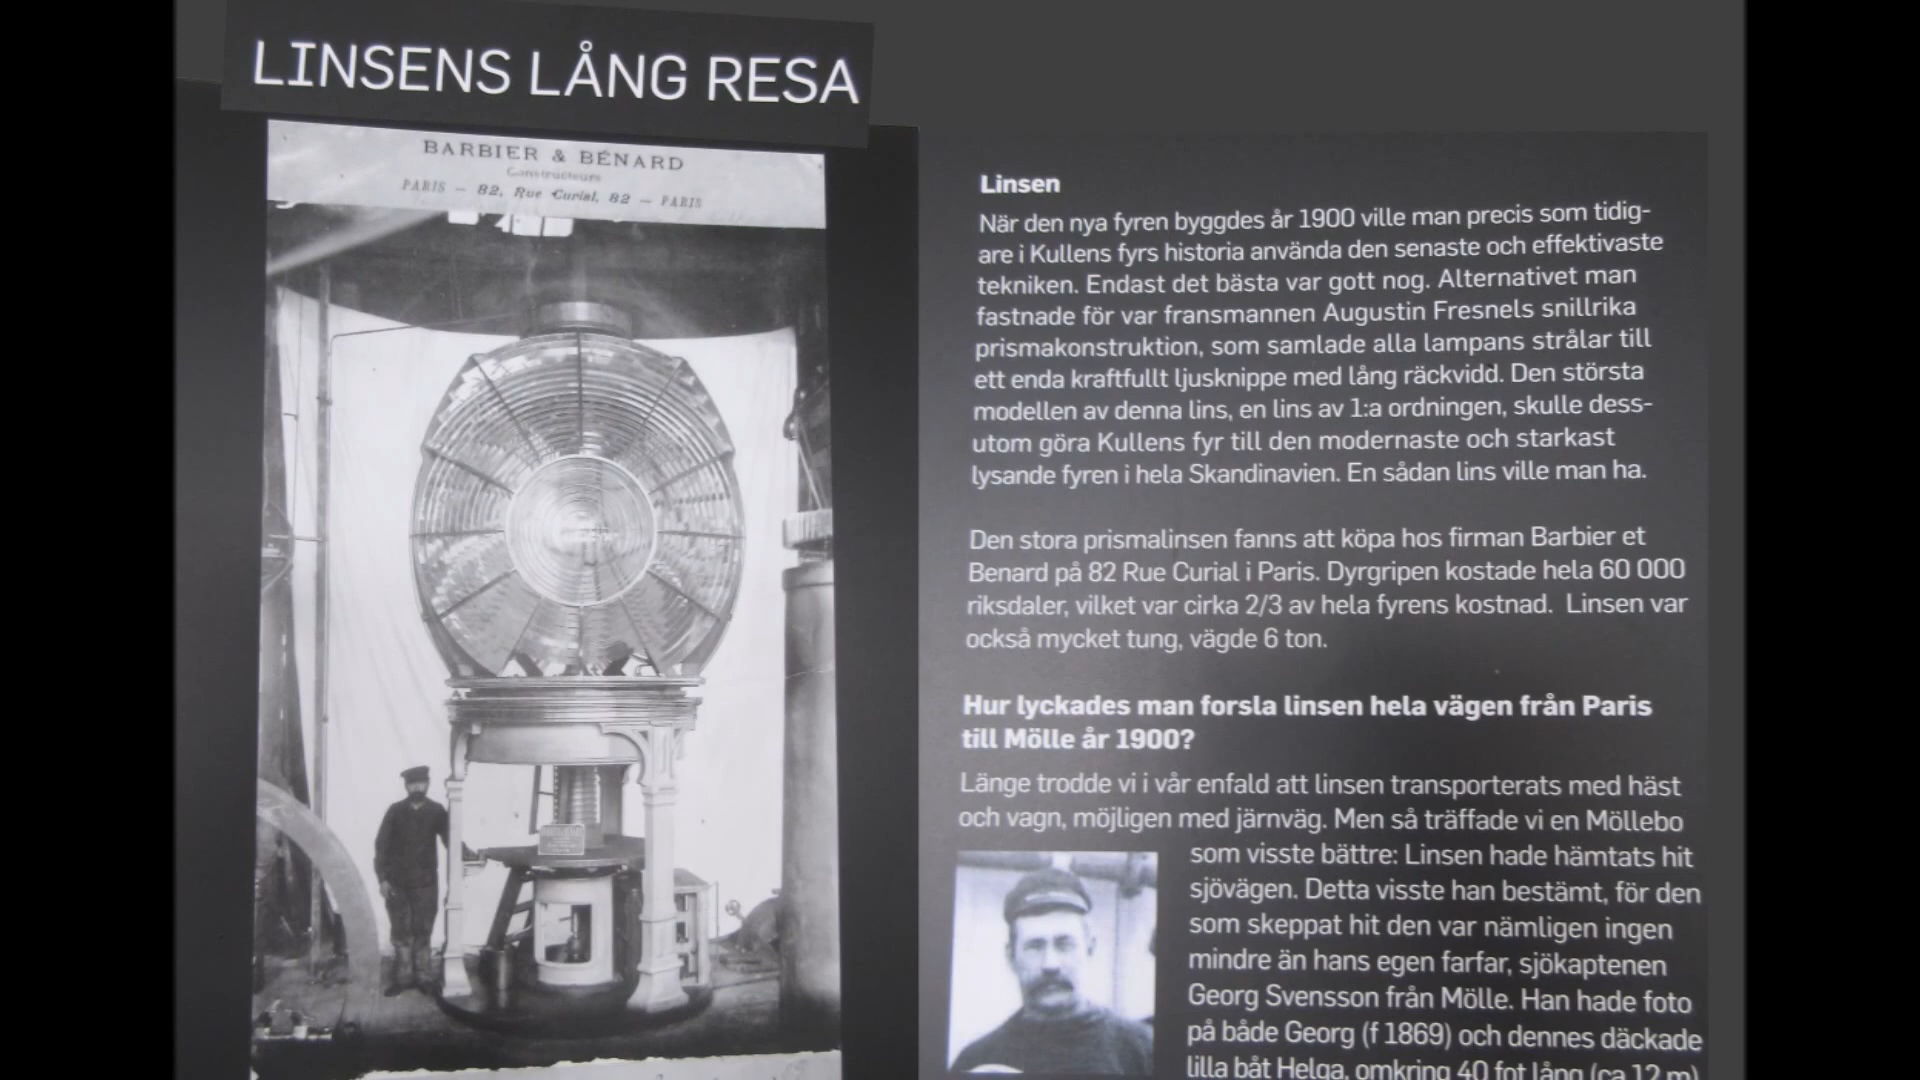 LINSENS LÅNG RESA
BARBIER & BÉNARD
Constructeurs
PARIS — 82, Rue Curial, 82 — PARIS
Linsen
När den nya fyren byggdes år 1900 ville man precis som tidig-
are i Kullens fyrs historia använda den senaste och effektivaste
tekniken. Endast det bästa var gott nog. Alternativet man
fastnade för var fransmannen Augustin Fresnels snillrika
prismakonstruktion, som samlade alla lampans strålar till
ett enda kraftfullt ljusknippe med lång räckvidd. Den största
modellen av denna lins, en lins av 1:a ordningen, skulle dess-
utom göra Kullens fyr till den modernaste och starkast
lysande fyren i hela Skandinavien. En sådan lins ville man ha.
Den stora prismalinsen fanns att köpa hos firman Barbier et
Benard på 82 Rue Curial i Paris. Dyrgripen kostade hela 60 000
riksdaler, vilket var cirka 2/3 av hela fyrens kostnad. Linsen var
också mycket tung, vägde 6 ton.
Hur lyckades man forsla linsen hela vägen från Paris
till Mölle år 1900?
Länge trodde vi i vår enfald att linsen transporterats med häst
och vagn, möjligen med järnväg. Men så träffade vi en Möllebo
som visste bättre: Linsen hade hämtats hit
sjövägen. Detta visste han bestämt, för den
som skeppat hit den var nämligen ingen
mindre än hans egen farfar, sjökaptenen
Georg Svensson från Mölle. Han hade foto
på både Georg (f 1869) och dennes däckade
lilla båt Helga, omkring 40 fot lång (ca 12 m)